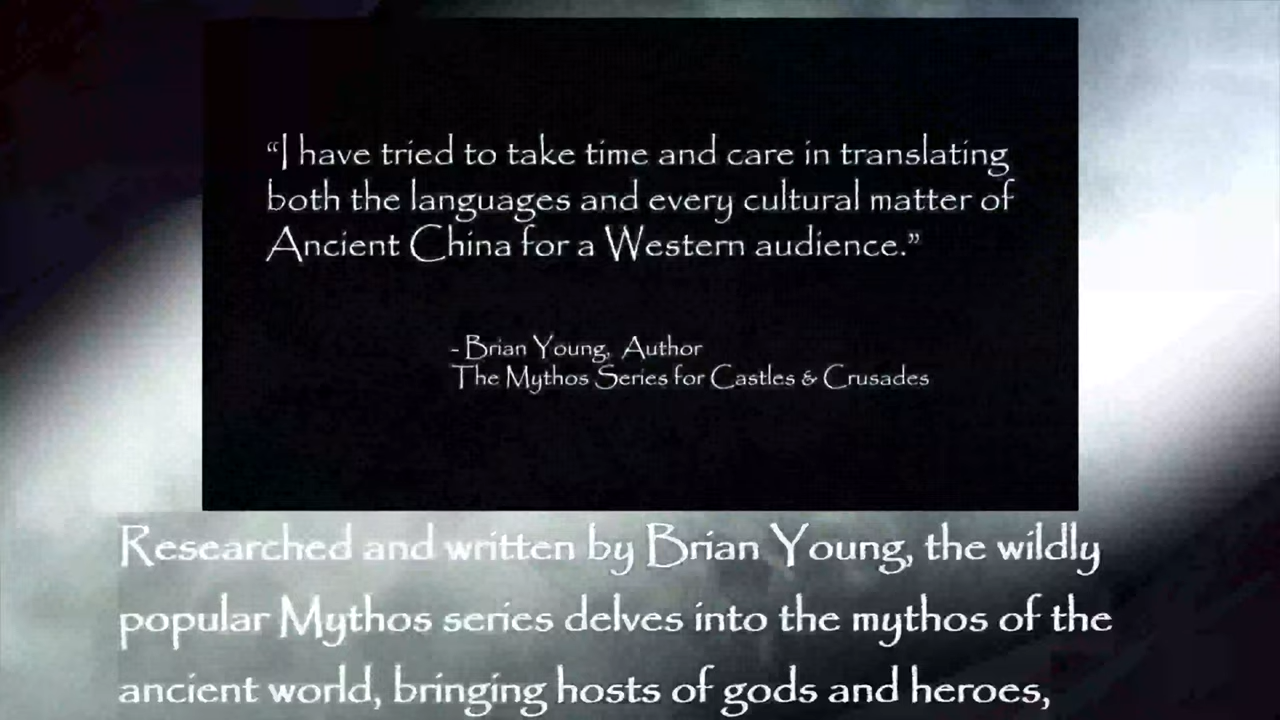 “I have tried to take time and care in translating
both the languages and every cultural matter of
Ancient China for a Western audience.”
- Brian Young, Author
The Mythos Series for Castles & Crusades
Researched and written by Brian Young, the wildly
popular Mythos series delves into the mythos of the
ancient world, bringing hosts of gods and heroes,